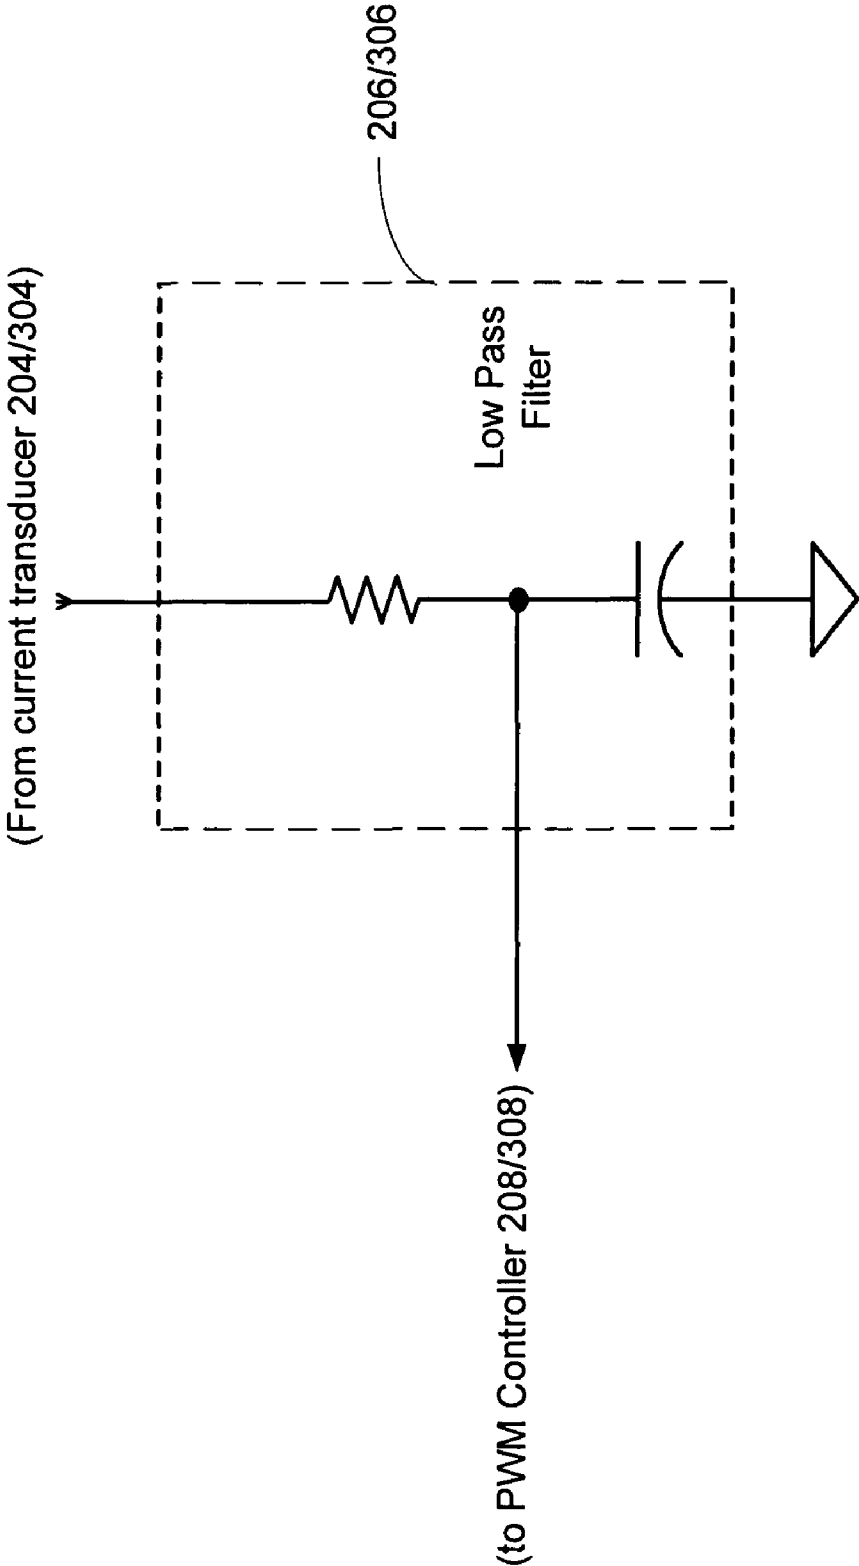 (From current transducer 204/304)
206/306
Low Pass
Filter
(to PWM Controller 208/308)